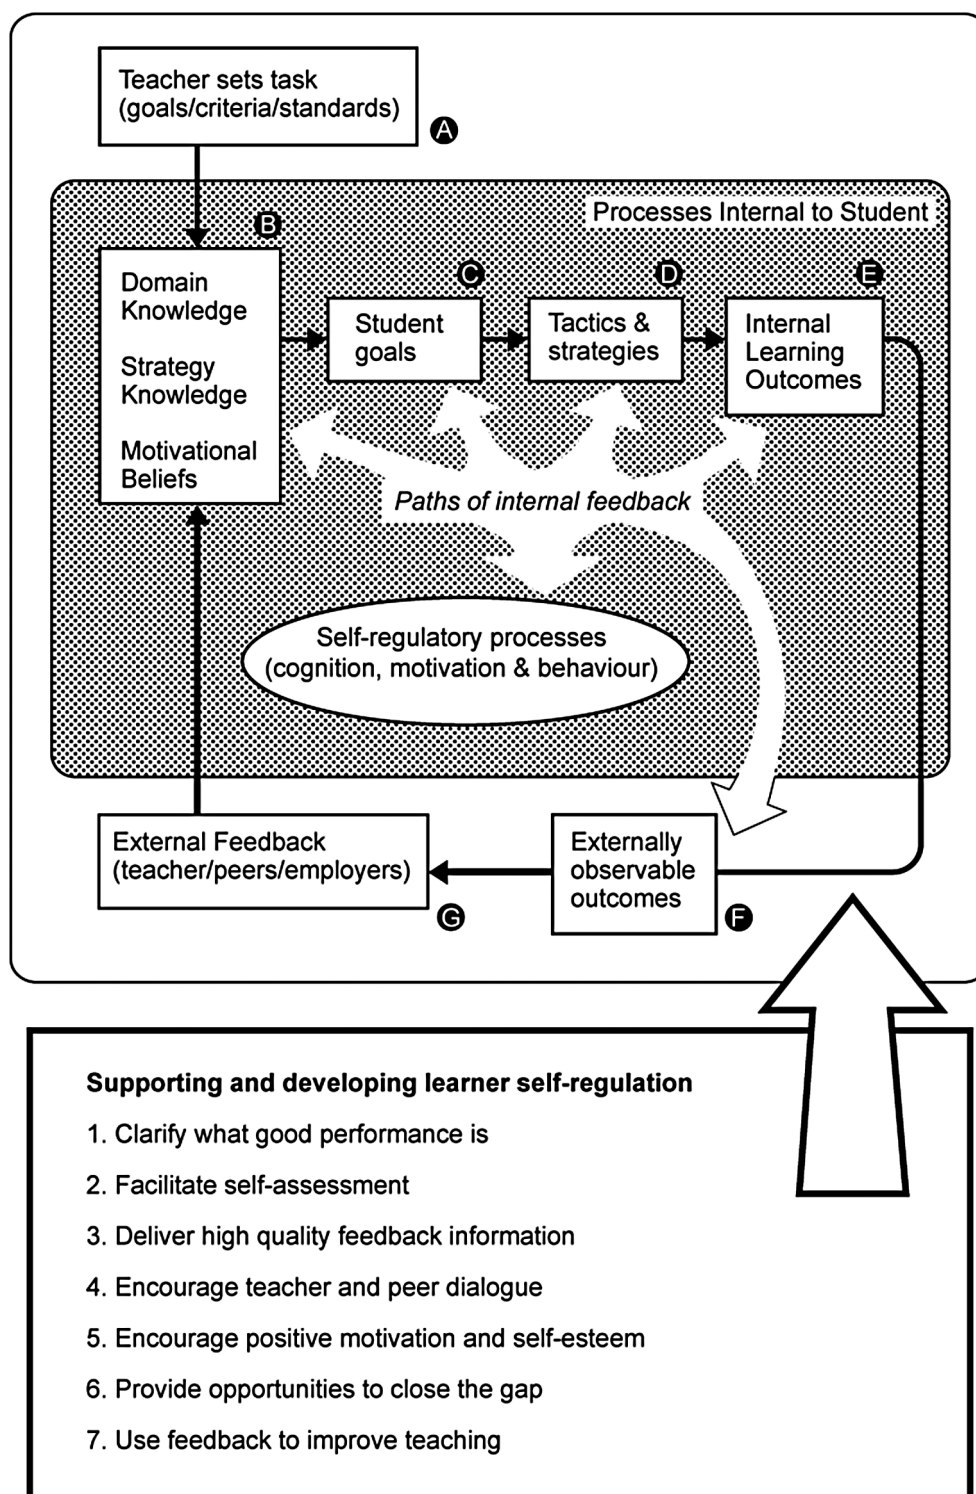 Teacher sets task
(goals/criteria/standards)
A
Processes Internal to Student
B
Domain
Knowledge
Strategy
Knowledge
Motivational
Beliefs
C
Student
goals
D
Tactics &
strategies
E
Internal
Learning
Outcomes
Paths of internal feedback
Self-regulatory processes
(cognition, motivation & behaviour)
External Feedback
(teacher/peers/employers)
G
Externally
observable
outcomes
F
Supporting and developing learner self-regulation
1. Clarify what good performance is
2. Facilitate self-assessment
3. Deliver high quality feedback information
4. Encourage teacher and peer dialogue
5. Encourage positive motivation and self-esteem
6. Provide opportunities to close the gap
7. Use feedback to improve teaching